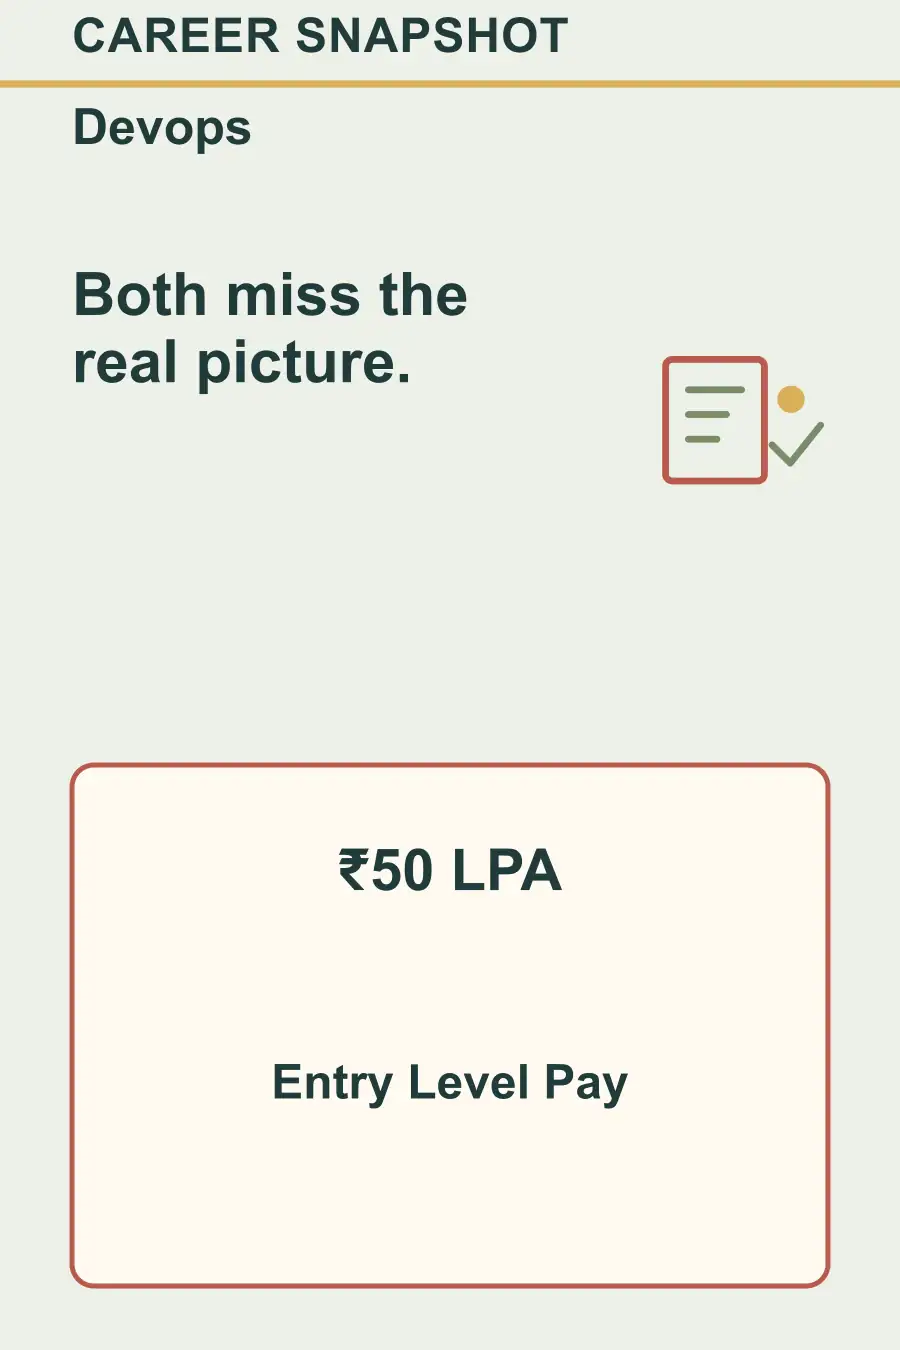 CAREER SNAPSHOT
Devops
Both miss the
real picture.
₹50 LPA
Entry Level Pay